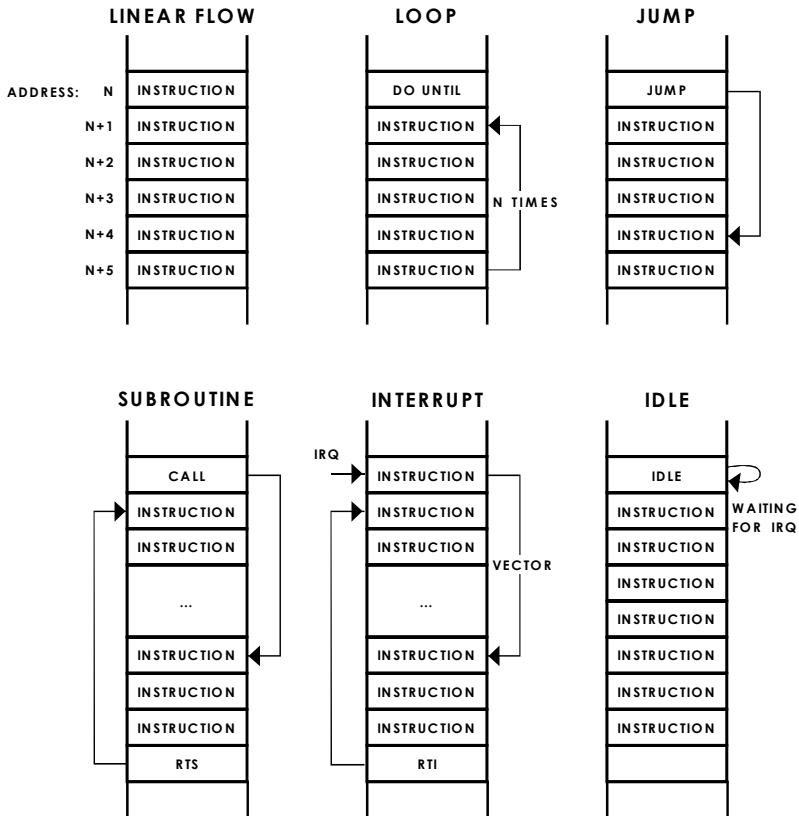 LINEAR FLOW LOOP JUMP
ADDRESS: N INSTRUCTION DO UNTIL JUMP
N+1 INSTRUCTION INSTRUCTION INSTRUCTION
N+2 INSTRUCTION INSTRUCTION INSTRUCTION
N+3 INSTRUCTION INSTRUCTION N TIMES INSTRUCTION
N+4 INSTRUCTION INSTRUCTION INSTRUCTION
N+5 INSTRUCTION INSTRUCTION INSTRUCTION
SUBROUTINE INTERRUPT IDLE
IRQ
CALL INSTRUCTION IDLE
INSTRUCTION INSTRUCTION INSTRUCTION WAITING
FOR IRQ
INSTRUCTION INSTRUCTION INSTRUCTION
VECTOR
INSTRUCTION
... ... INSTRUCTION
INSTRUCTION INSTRUCTION INSTRUCTION
INSTRUCTION INSTRUCTION INSTRUCTION
INSTRUCTION INSTRUCTION INSTRUCTION
RTS RTI